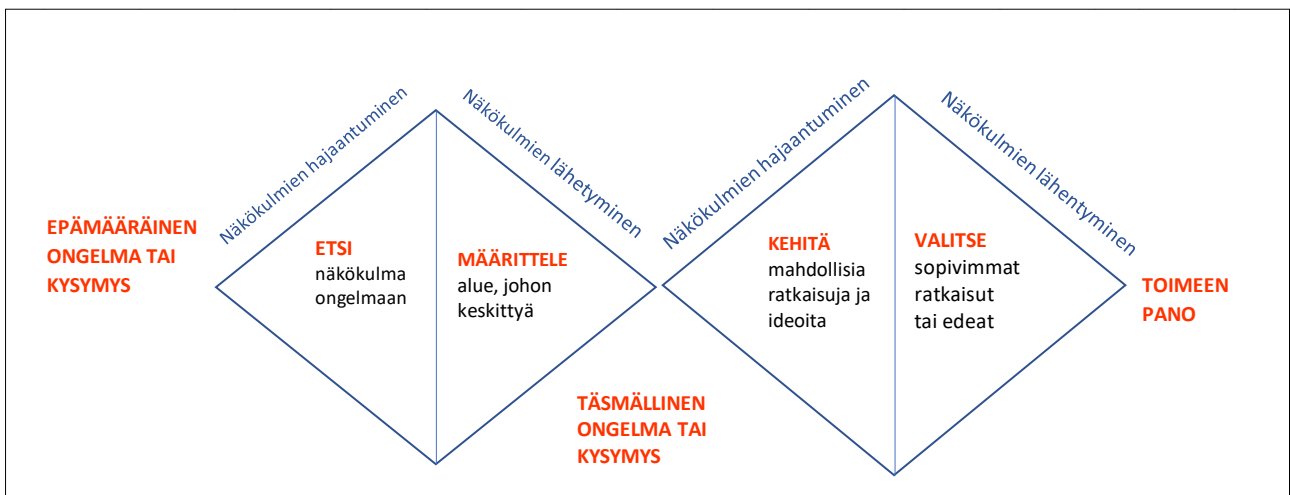 Näkökulmien hajaantuminen
Näkökulmien lähetyminen
Näkökulmien hajaantuminen
Näkökulmien lähentyminen
EPÄMÄÄRÄINEN
ONGELMA TAI
KYSYMYS
ETSI
näkökulma
ongelmaan
MÄÄRITTELE
alue, johon
keskittyä
KEHITÄ
mahdollisia
ratkaisuja ja
ideoita
VALITSE
sopivimmat
ratkaisut
tai edeat
TOIMEEN
PANO
TÄSMÄLLINEN
ONGELMA TAI
KYSYMYS